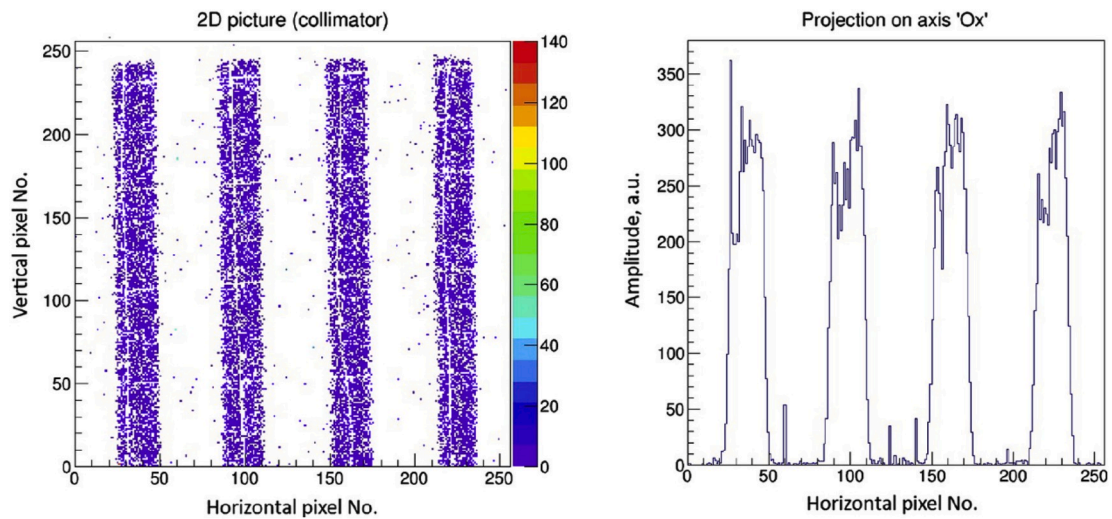 2D picture (collimator)
Vertical pixel No.
250
200
150
100
50
0
0 50 100 150 200 250
Horizontal pixel No.
140
120
100
80
60
40
20
0
Projection on axis 'Ox'
Amplitude, a.u.
350
300
250
200
150
100
50
0
0 50 100 150 200 250
Horizontal pixel No.